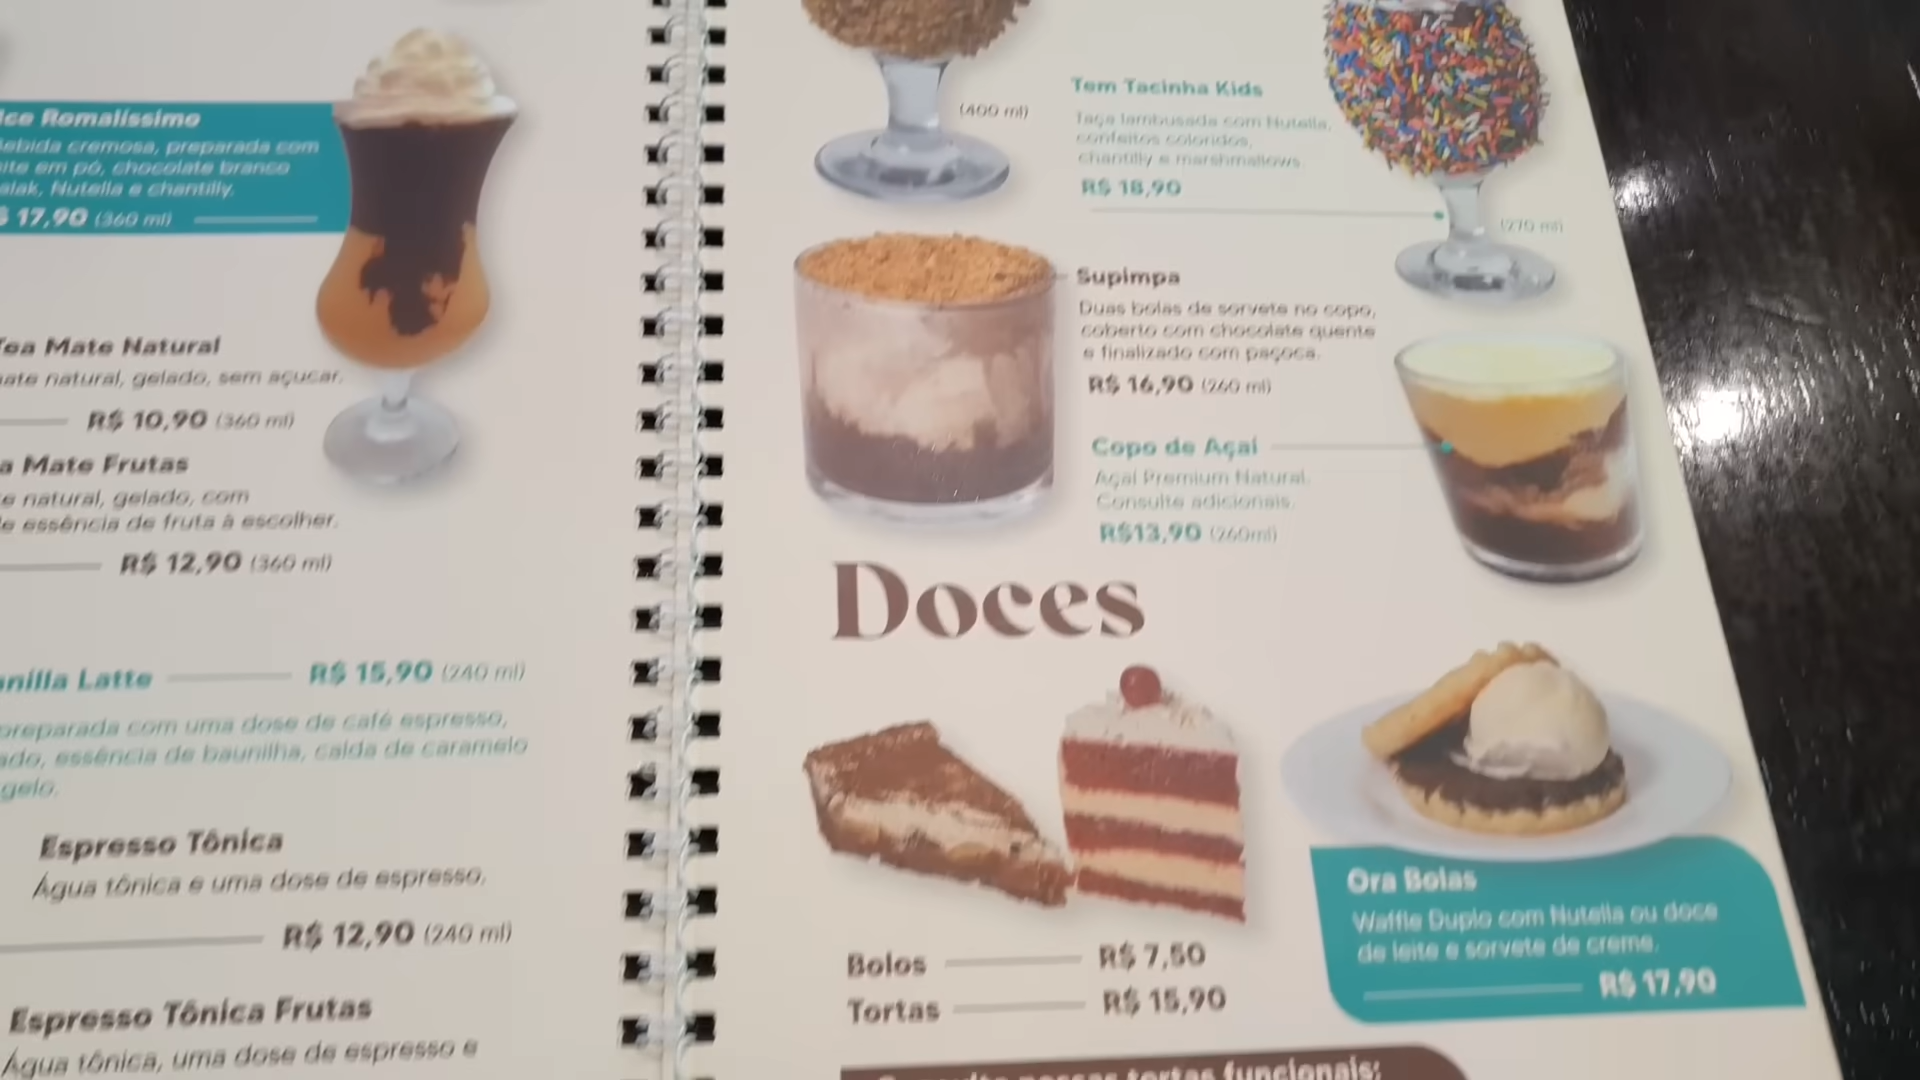 Ice Romalíssimo
Bebida cremosa, preparada com
leite em pó, chocolate branco
Nutella e chantilly.
17,90 (360 ml)
Tea Mate Natural
natural, gelado, sem açucar.
R$ 10,90 (360 ml)
Mate Frutas
natural, gelado, com
essência de fruta à escolher.
R$ 12,90 (360 ml)
Latte R$ 15,90 (240 ml)
preparada com uma dose de café espresso,
essência de baunilha, calda de caramelo
gelo.
Espresso Tônica
Água tônica e uma dose de espresso.
R$ 12,90 (240 ml)
Espresso Tônica Frutas
Água tônica, uma dose de espresso e
(400 ml)
Tem Tacinha Kids
Taça lambusada com Nutella,
confeitos coloridos,
chantilly e marshmallows
R$ 18,90
(270 ml)
Supimpa
Duas bolas de sorvete no copo,
coberto com chocolate quente
e finalizado com paçoca.
R$ 16,90 (260 ml)
Copo de Açaí
Açaí Premium Natural.
Consulte adicionais.
R$13,90 (260ml)
Doces
Bolos R$ 7,50
Tortas R$ 15,90
Ora Bolas
Waffle Duplo com Nutella ou doce
de leite e sorvete de creme.
R$ 17,90
nossas tortas funcionais: